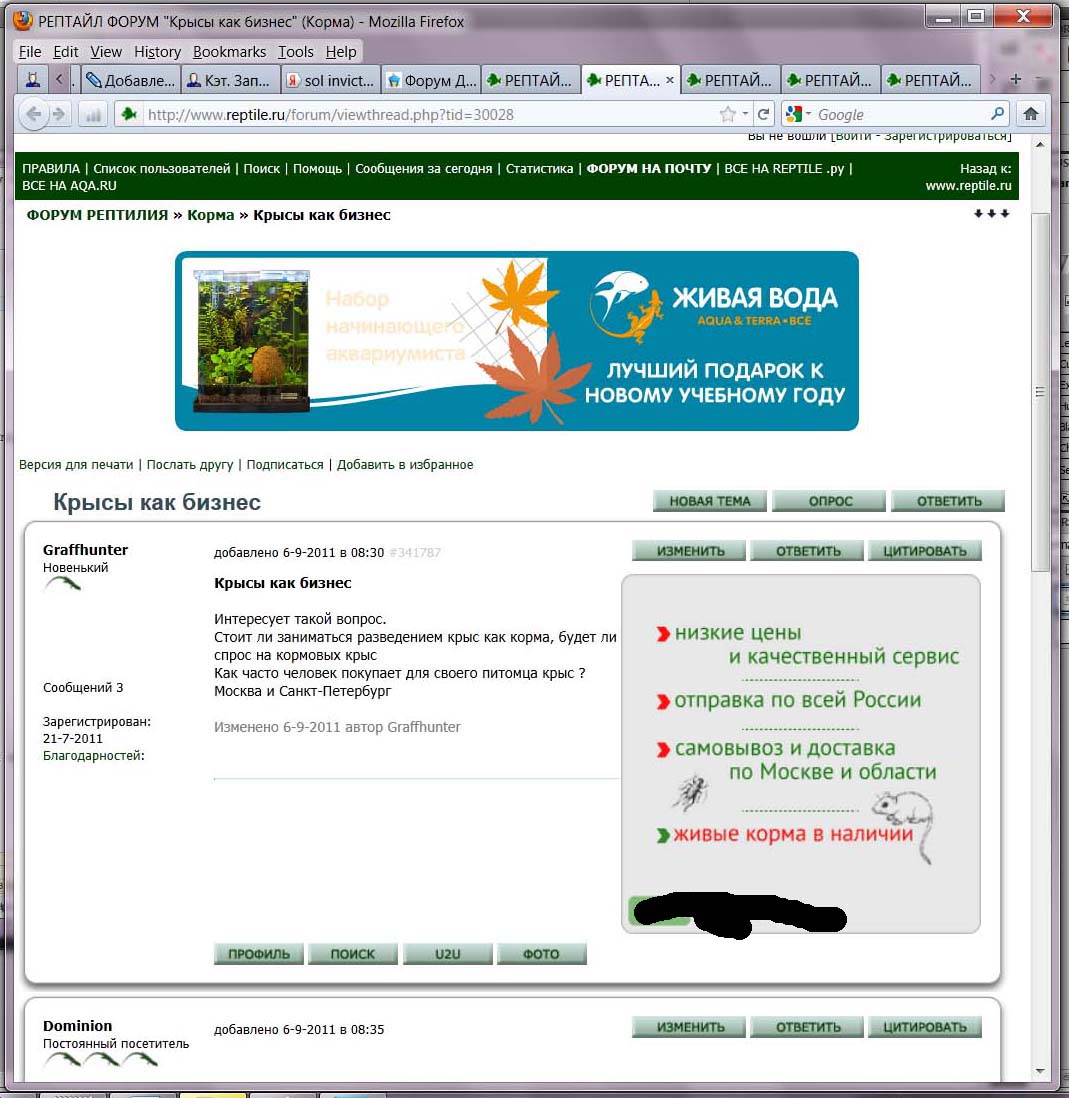 РЕПТАЙЛ ФОРУМ "Крысы как бизнес" (Корма) - Mozilla Firefox
File Edit View History Bookmarks Tools Help
Добавле... Кэт. Зап... sol invict... Форум Д... РЕПТАЙ... РЕПТА... РЕПТАЙ... РЕПТАЙ... РЕПТАЙ...
http://www.reptile.ru/forum/viewthread.php?tid=30028 Google
Вы не вошли [Войти - Зарегистрироваться]
ПРАВИЛА | Список пользователей | Поиск | Помощь | Сообщения за сегодня | Статистика | ФОРУМ НА ПОЧТУ | ВСЕ НА REPTILE .ру | Назад к:
ВСЕ НА AQA.RU www.reptile.ru
ФОРУМ РЕПТИЛИЯ » Корма » Крысы как бизнес
Набор
начинающего
аквариумиста
ЖИВАЯ ВОДА
AQUA & TERRA - ВСЁ
ЛУЧШИЙ ПОДАРОК К
НОВОМУ УЧЕБНОМУ ГОДУ
Версия для печати | Послать другу | Подписаться | Добавить в избранное
Крысы как бизнес НОВАЯ ТЕМА ОПРОС ОТВЕТИТЬ
Graffhunter добавлено 6-9-2011 в 08:30 #341787 ИЗМЕНИТЬ ОТВЕТИТЬ ЦИТИРОВАТЬ
Новенький
Крысы как бизнес
Интересует такой вопрос.
Стоит ли заниматься разведением крыс как корма, будет ли
спрос на кормовых крыс
Как часто человек покупает для своего питомца крыс ?
Москва и Санкт-Петербург
Изменено 6-9-2011 автор Graffhunter
Сообщений 3
Зарегистрирован:
21-7-2011
Благодарностей:
низкие цены
и качественный сервис
отправка по всей России
самовывоз и доставка
по Москве и области
живые корма в наличии
ПРОФИЛЬ ПОИСК U2U ФОТО
Dominion добавлено 6-9-2011 в 08:35 ИЗМЕНИТЬ ОТВЕТИТЬ ЦИТИРОВАТЬ
Постоянный посетитель